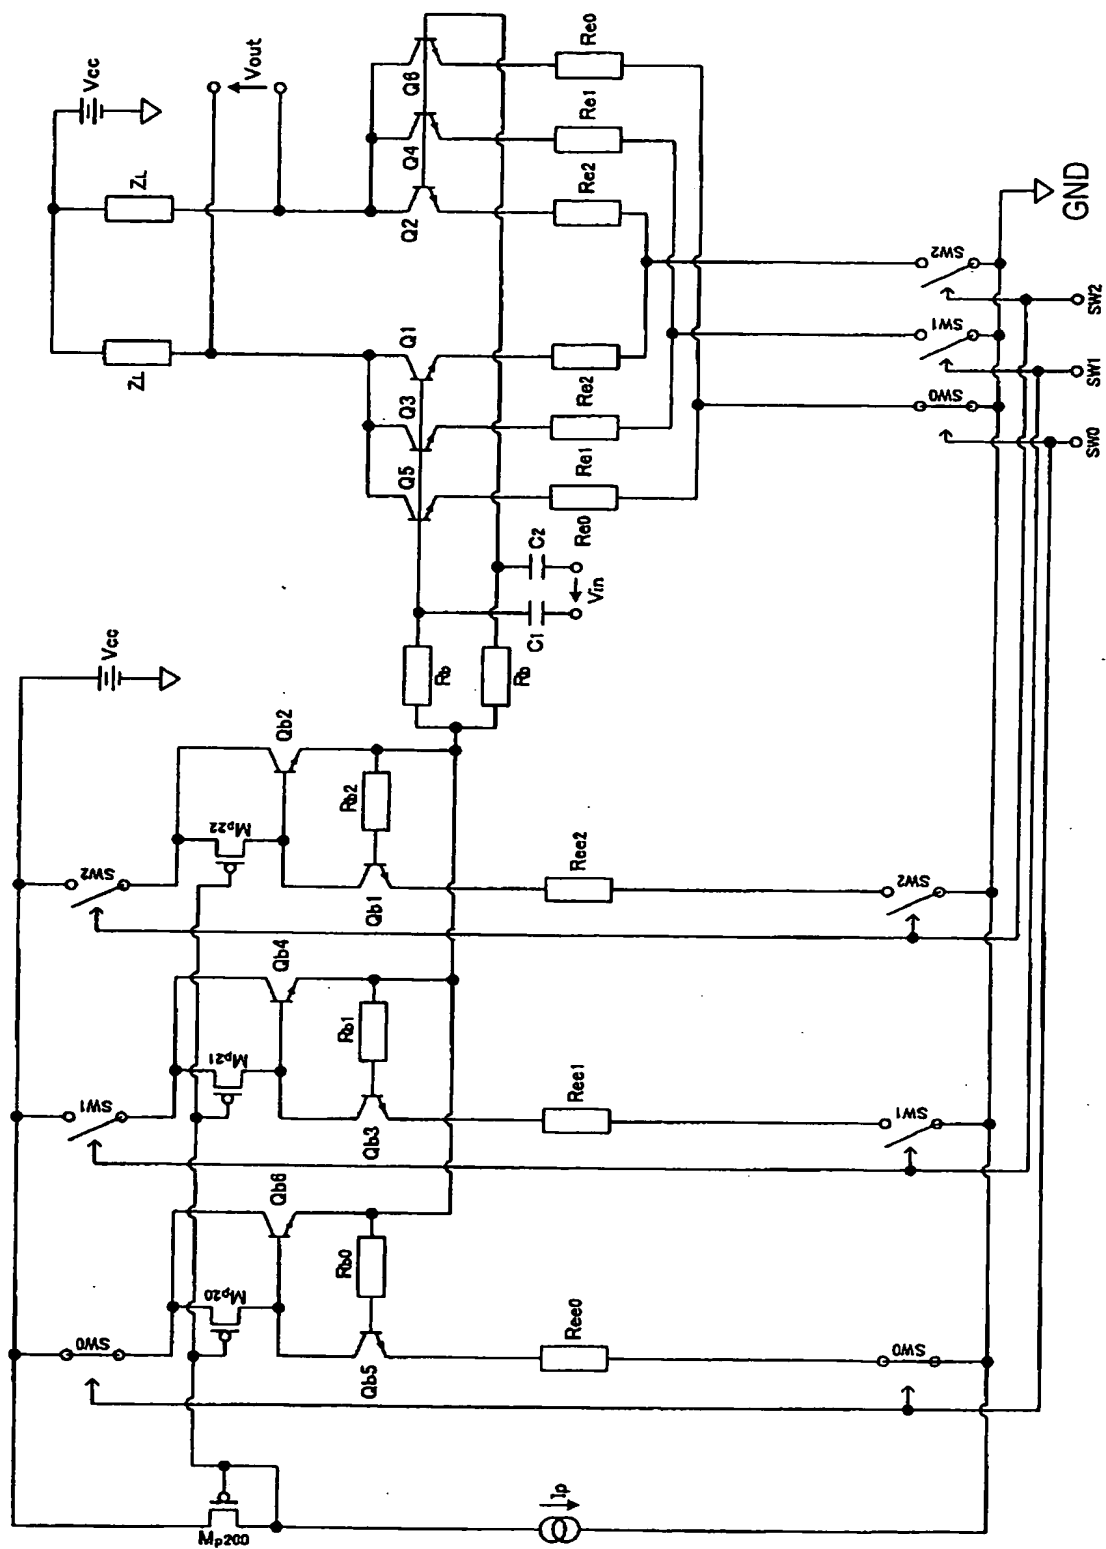 Vcc
Vout
ZL
ZL
Q6
Q4
Q2
Q1
Q3
Q5
Re0
Re1
Re2
Re2
Re1
Re0
C2
C1
Vin
Rb
Rb
Vcc
SW2
SW1
SW0
GND
SW2
SW1
SW0
SW2
Mp22
Qb2
Rb2
Qb1
Ree2
SW2
SW1
Mp21
Qb4
Rb1
Qb3
Ree1
SW1
SW0
Mp20
Qb6
Rb0
Qb5
Ree0
SW0
Mp200
Ip